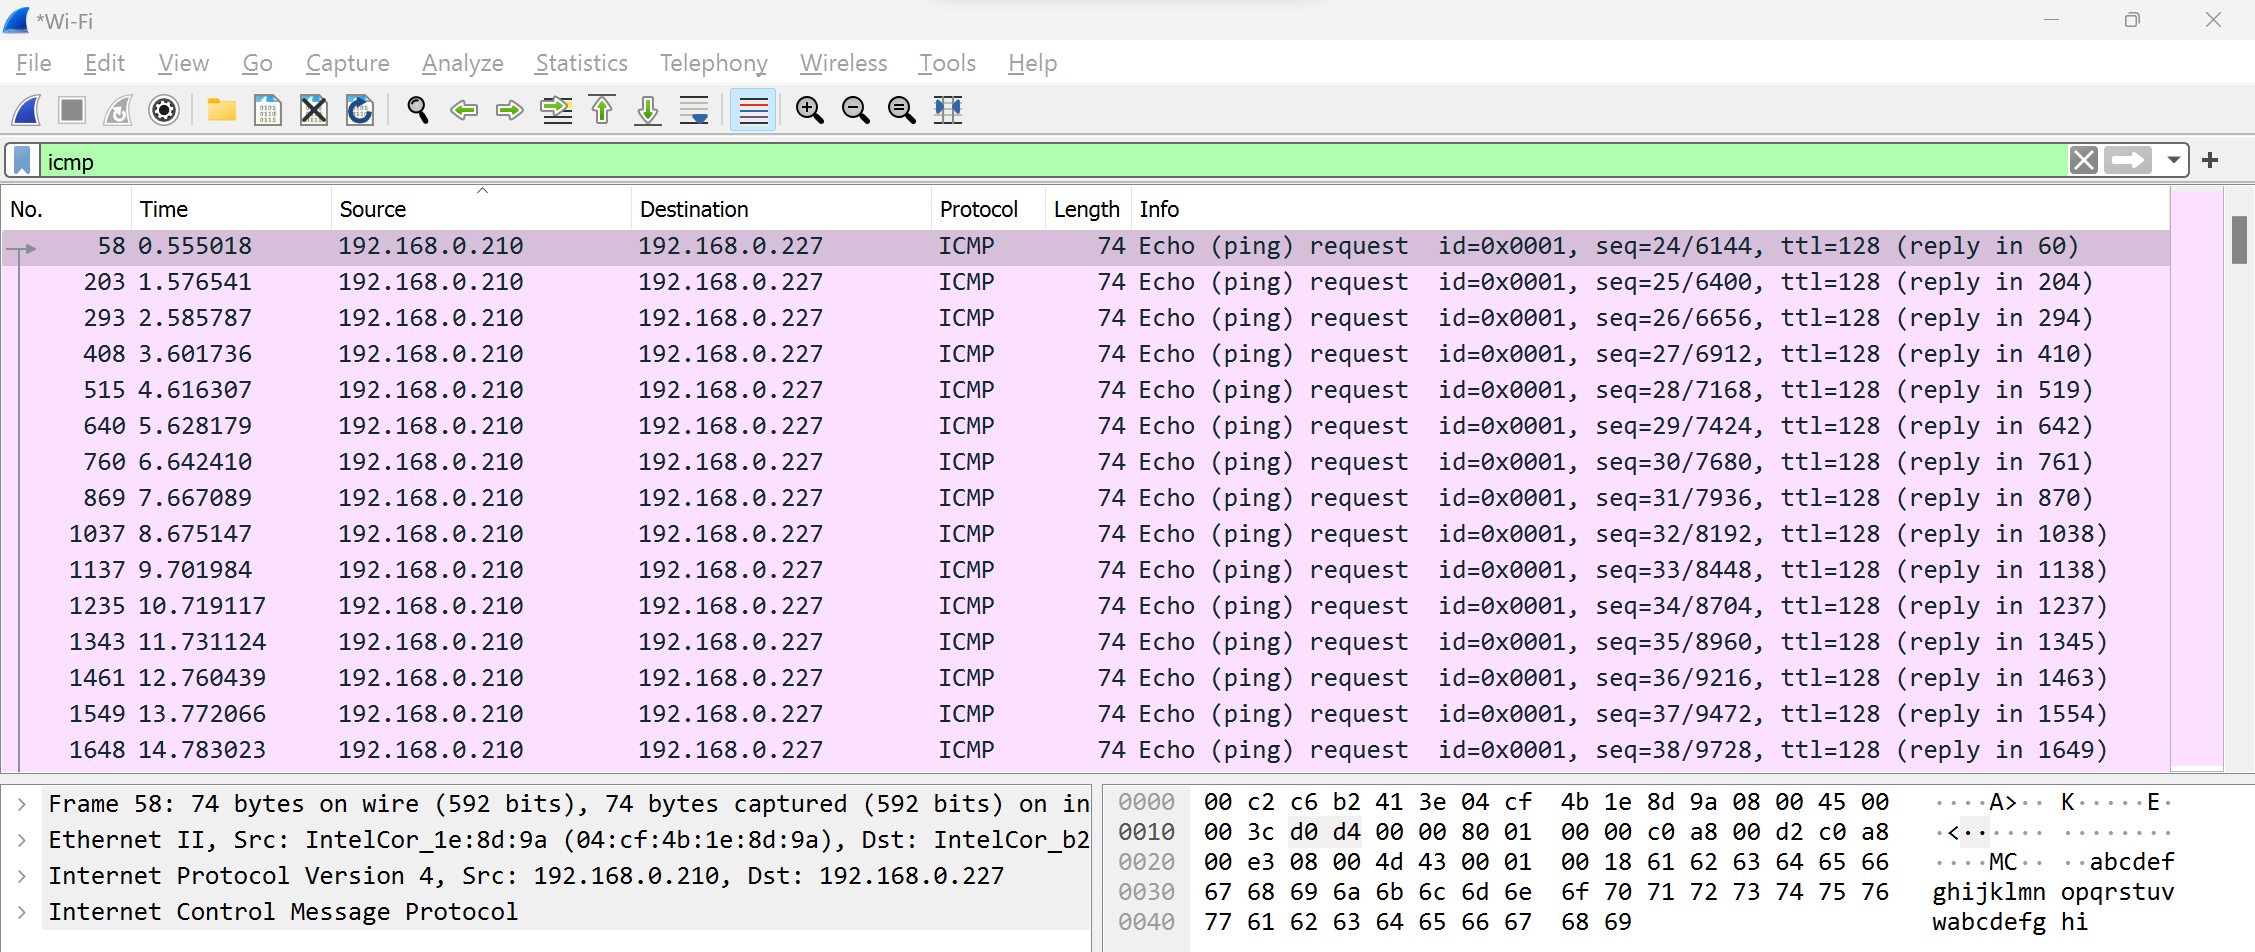 *Wi-Fi
File Edit View Go Capture Analyze Statistics Telephony Wireless Tools Help
icmp
No. Time Source Destination Protocol Length Info
58 0.555018 192.168.0.210 192.168.0.227 ICMP 74 Echo (ping) request id=0x0001, seq=24/6144, ttl=128 (reply in 60)
203 1.576541 192.168.0.210 192.168.0.227 ICMP 74 Echo (ping) request id=0x0001, seq=25/6400, ttl=128 (reply in 204)
293 2.585787 192.168.0.210 192.168.0.227 ICMP 74 Echo (ping) request id=0x0001, seq=26/6656, ttl=128 (reply in 294)
408 3.601736 192.168.0.210 192.168.0.227 ICMP 74 Echo (ping) request id=0x0001, seq=27/6912, ttl=128 (reply in 410)
515 4.616307 192.168.0.210 192.168.0.227 ICMP 74 Echo (ping) request id=0x0001, seq=28/7168, ttl=128 (reply in 519)
640 5.628179 192.168.0.210 192.168.0.227 ICMP 74 Echo (ping) request id=0x0001, seq=29/7424, ttl=128 (reply in 642)
760 6.642410 192.168.0.210 192.168.0.227 ICMP 74 Echo (ping) request id=0x0001, seq=30/7680, ttl=128 (reply in 761)
869 7.667089 192.168.0.210 192.168.0.227 ICMP 74 Echo (ping) request id=0x0001, seq=31/7936, ttl=128 (reply in 870)
1037 8.675147 192.168.0.210 192.168.0.227 ICMP 74 Echo (ping) request id=0x0001, seq=32/8192, ttl=128 (reply in 1038)
1137 9.701984 192.168.0.210 192.168.0.227 ICMP 74 Echo (ping) request id=0x0001, seq=33/8448, ttl=128 (reply in 1138)
1235 10.719117 192.168.0.210 192.168.0.227 ICMP 74 Echo (ping) request id=0x0001, seq=34/8704, ttl=128 (reply in 1237)
1343 11.731124 192.168.0.210 192.168.0.227 ICMP 74 Echo (ping) request id=0x0001, seq=35/8960, ttl=128 (reply in 1345)
1461 12.760439 192.168.0.210 192.168.0.227 ICMP 74 Echo (ping) request id=0x0001, seq=36/9216, ttl=128 (reply in 1463)
1549 13.772066 192.168.0.210 192.168.0.227 ICMP 74 Echo (ping) request id=0x0001, seq=37/9472, ttl=128 (reply in 1554)
1648 14.783023 192.168.0.210 192.168.0.227 ICMP 74 Echo (ping) request id=0x0001, seq=38/9728, ttl=128 (reply in 1649)
Frame 58: 74 bytes on wire (592 bits), 74 bytes captured (592 bits) on in
Ethernet II, Src: IntelCor_1e:8d:9a (04:cf:4b:1e:8d:9a), Dst: IntelCor_b2
Internet Protocol Version 4, Src: 192.168.0.210, Dst: 192.168.0.227
Internet Control Message Protocol
0000 00 c2 c6 b2 41 3e 04 cf 4b 1e 8d 9a 08 00 45 00 ····A>·· K·····E·
0010 00 3c d0 d4 00 00 80 01 00 00 c0 a8 00 d2 c0 a8 ·<······ ········
0020 00 e3 08 00 4d 43 00 01 00 18 61 62 63 64 65 66 ····MC·· ··abcdef
0030 67 68 69 6a 6b 6c 6d 6e 6f 70 71 72 73 74 75 76 ghijklmn opqrstuv
0040 77 61 62 63 64 65 66 67 68 69 wabcdefg hi